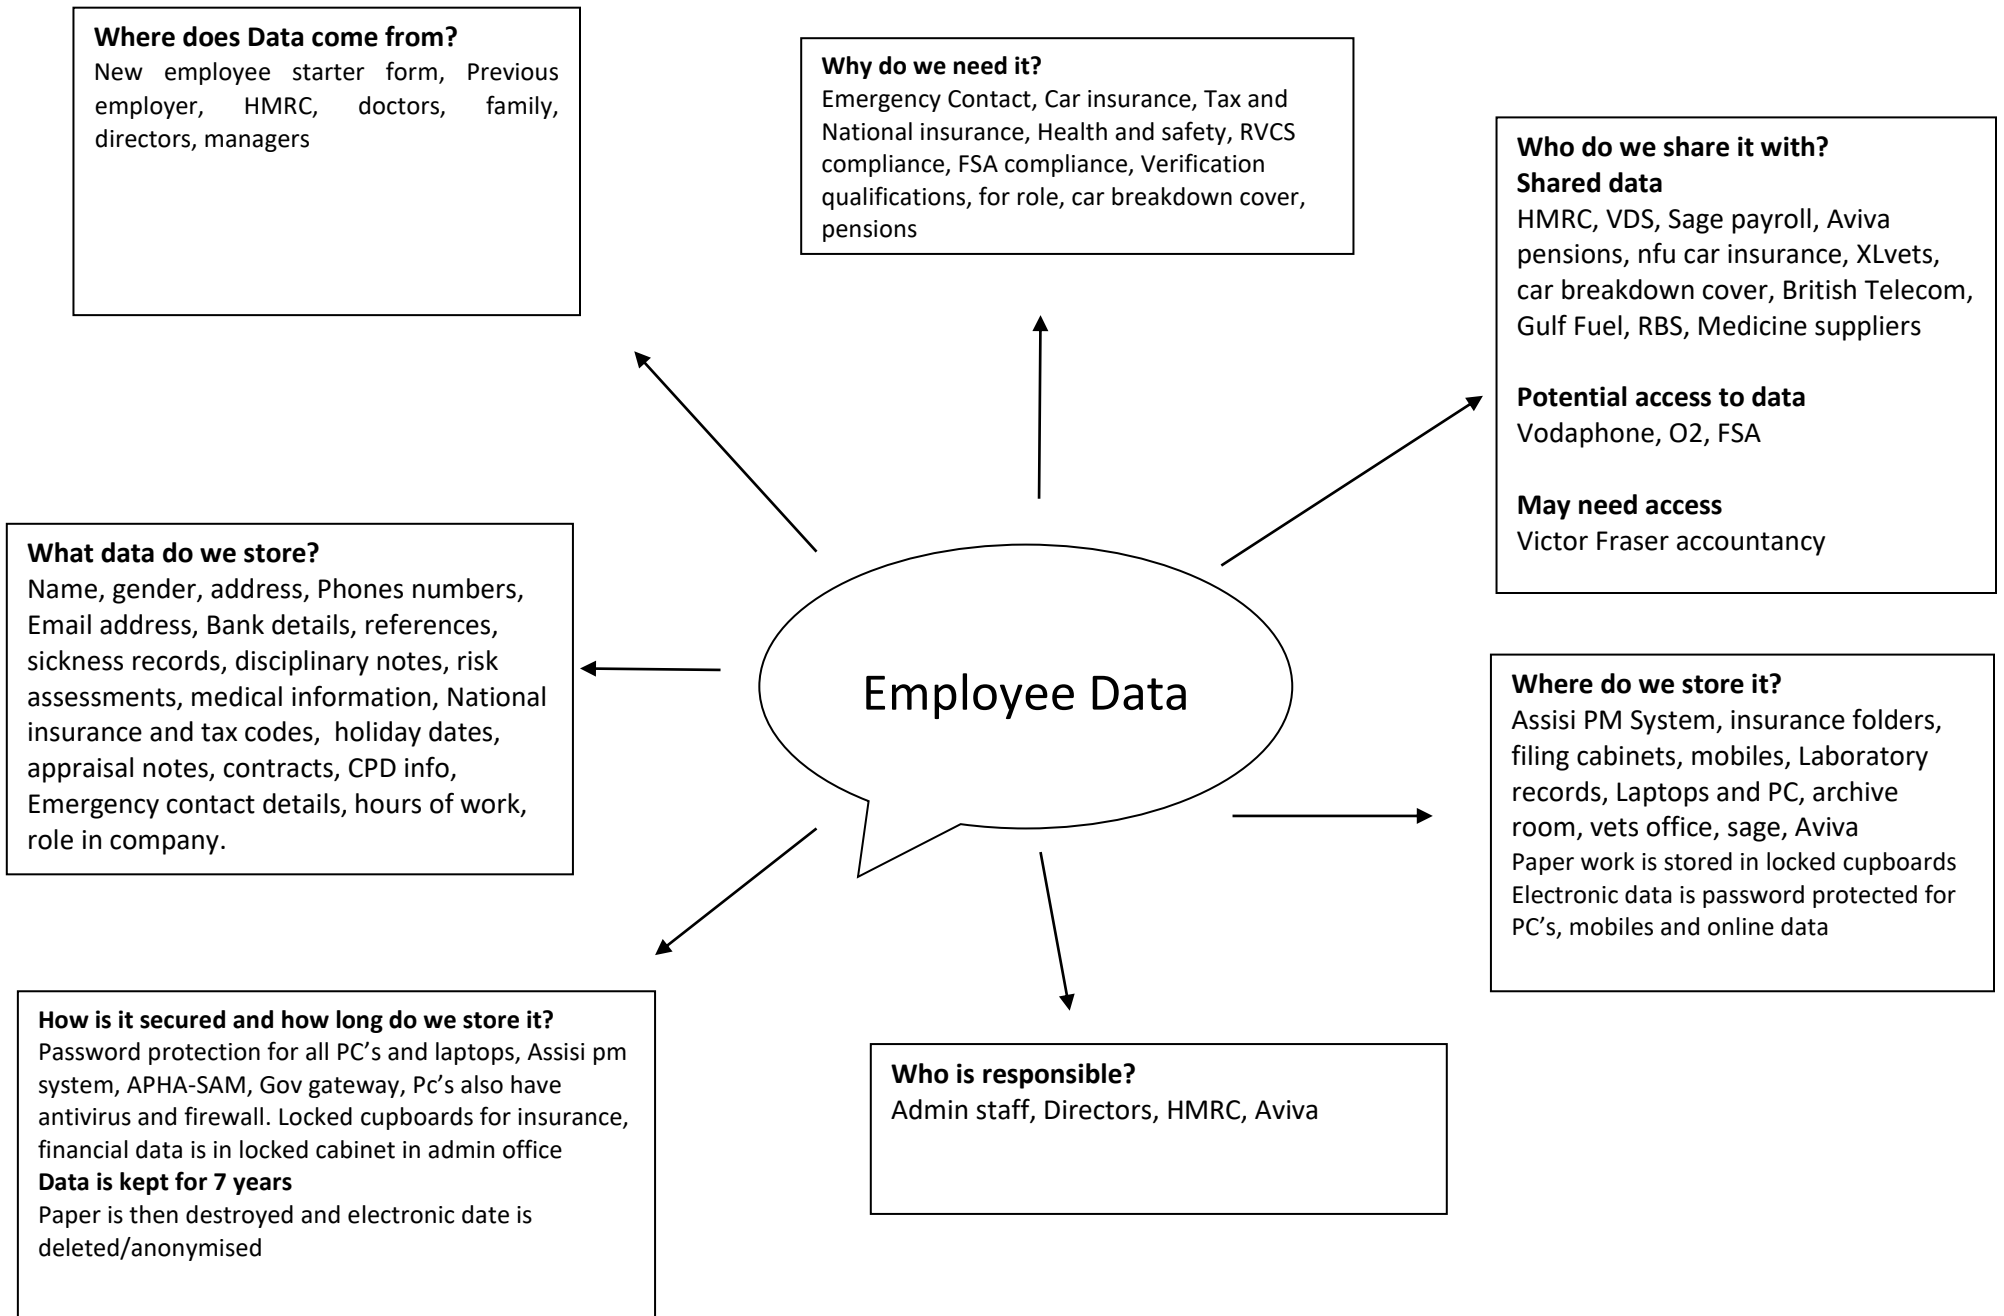 Where does Data come from?
New employee starter form, Previous
employer, HMRC, doctors, family,
directors, managers
Why do we need it?
Emergency Contact, Car insurance, Tax and
National insurance, Health and safety, RVCS
compliance, FSA compliance, Verification
qualifications, for role, car breakdown cover,
pensions
Who do we share it with?
Shared data
HMRC, VDS, Sage payroll, Aviva
pensions, nfu car insurance, XLvets,
car breakdown cover, British Telecom,
Gulf Fuel, RBS, Medicine suppliers
Potential access to data
Vodaphone, O2, FSA
May need access
Victor Fraser accountancy
What data do we store?
Name, gender, address, Phones numbers,
Email address, Bank details, references,
sickness records, disciplinary notes, risk
assessments, medical information, National
insurance and tax codes, holiday dates,
appraisal notes, contracts, CPD info,
Emergency contact details, hours of work,
role in company.
Employee Data
Where do we store it?
Assisi PM System, insurance folders,
filing cabinets, mobiles, Laboratory
records, Laptops and PC, archive
room, vets office, sage, Aviva
Paper work is stored in locked cupboards
Electronic data is password protected for
PC’s, mobiles and online data
How is it secured and how long do we store it?
Password protection for all PC’s and laptops, Assisi pm
system, APHA-SAM, Gov gateway, Pc’s also have
antivirus and firewall. Locked cupboards for insurance,
financial data is in locked cabinet in admin office
Data is kept for 7 years
Paper is then destroyed and electronic date is
deleted/anonymised
Who is responsible?
Admin staff, Directors, HMRC, Aviva